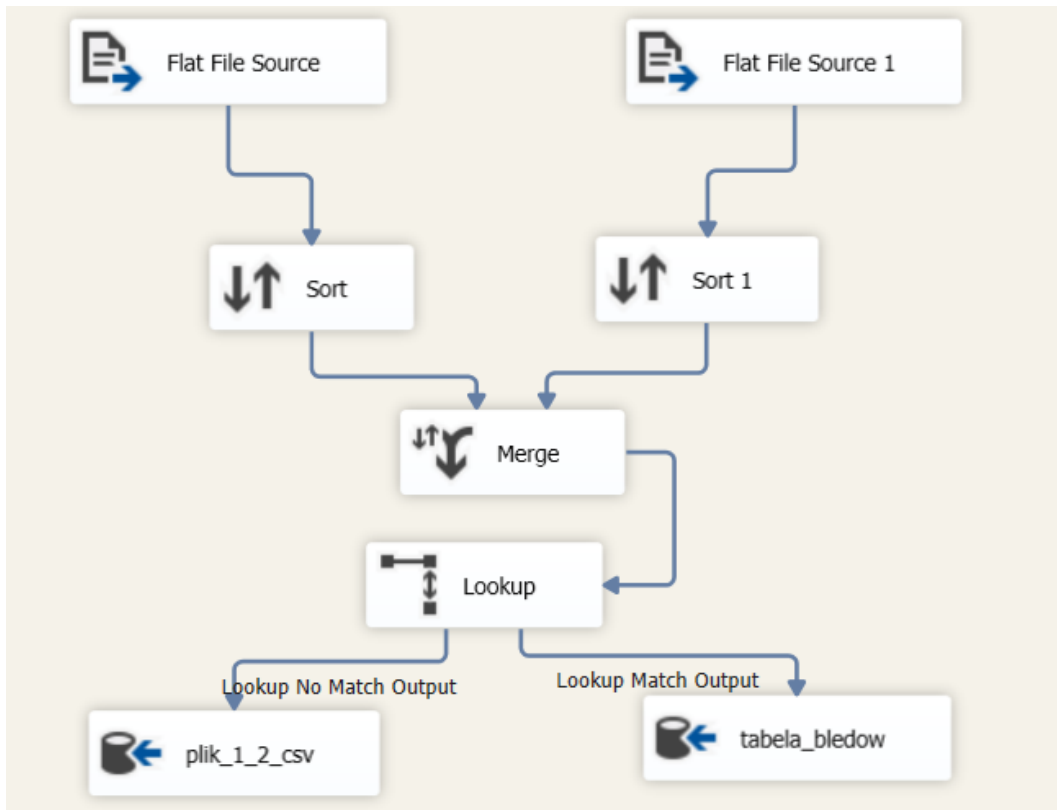 Flat File Source
Flat File Source 1
Sort
Sort 1
Merge
Lookup
Lookup No Match Output
Lookup Match Output
plik_1_2_csv
tabela_bledow